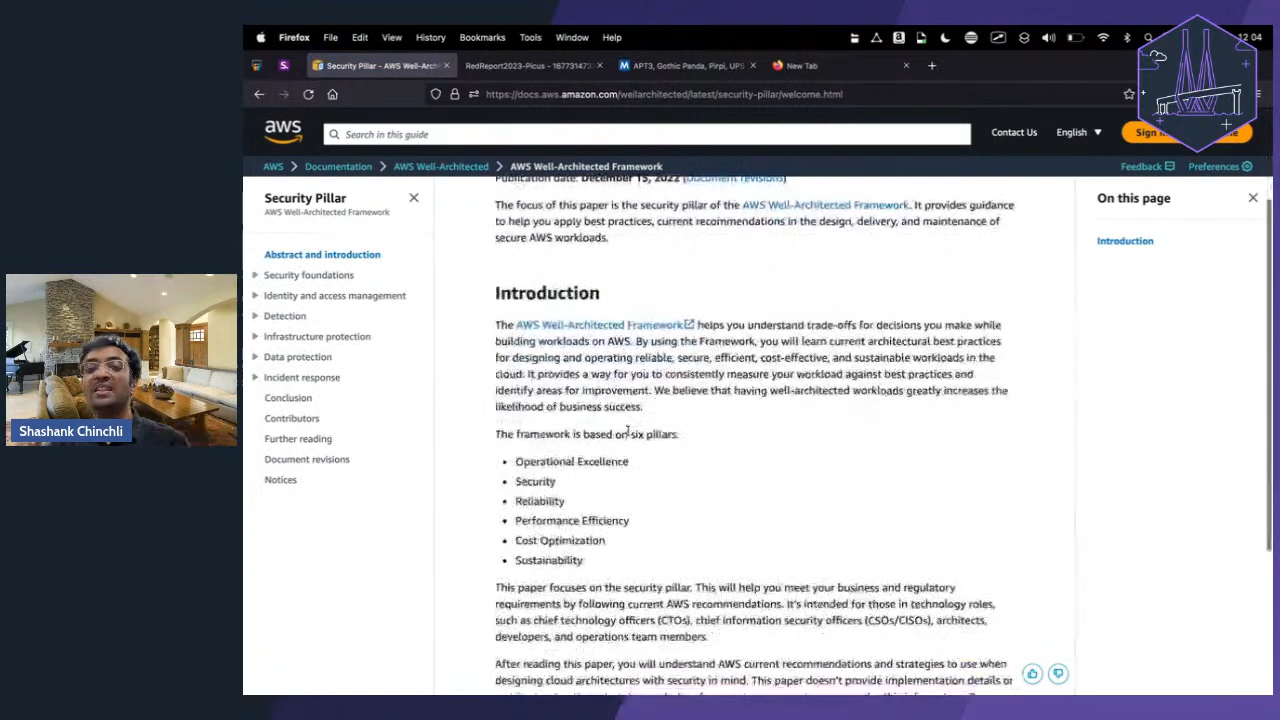 Firefox File Edit View History Bookmarks Tools Window Help 12 04
Security Pillar - AWS Well-Arch RedReport2023-Picus - 16773147 APT3, Gothic Panda, Pirpi, UPS New Tab
https://docs.aws.amazon.com/wellarchitected/latest/security-pillar/welcome.html
aws Search in this guide Contact Us English
AWS Documentation AWS Well-Architected AWS Well-Architected Framework Feedback Preferences
Security Pillar
AWS Well-Architected Framework
Abstract and introduction
Security foundations
Identity and access management
Detection
Infrastructure protection
Data protection
Incident response
Conclusion
Contributors
Further reading
Document revisions
Notices
Publication date: December 15, 2022 (Document revisions)
The focus of this paper is the security pillar of the AWS Well-Architected Framework. It provides guidance
to help you apply best practices, current recommendations in the design, delivery, and maintenance of
secure AWS workloads.
Introduction
The AWS Well-Architected Framework helps you understand trade-offs for decisions you make while
building workloads on AWS. By using the Framework, you will learn current architectural best practices
for designing and operating reliable, secure, efficient, cost-effective, and sustainable workloads in the
cloud. It provides a way for you to consistently measure your workload against best practices and
identify areas for improvement. We believe that having well-architected workloads greatly increases the
likelihood of business success.
The framework is based on six pillars:
• Operational Excellence
• Security
• Reliability
• Performance Efficiency
• Cost Optimization
• Sustainability
This paper focuses on the security pillar. This will help you meet your business and regulatory
requirements by following current AWS recommendations. It's intended for those in technology roles,
such as chief technology officers (CTOs), chief information security officers (CSOs/CISOs), architects,
developers, and operations team members.
After reading this paper, you will understand AWS current recommendations and strategies to use when
designing cloud architectures with security in mind. This paper doesn't provide implementation details or
On this page
Introduction
Shashank Chinchli